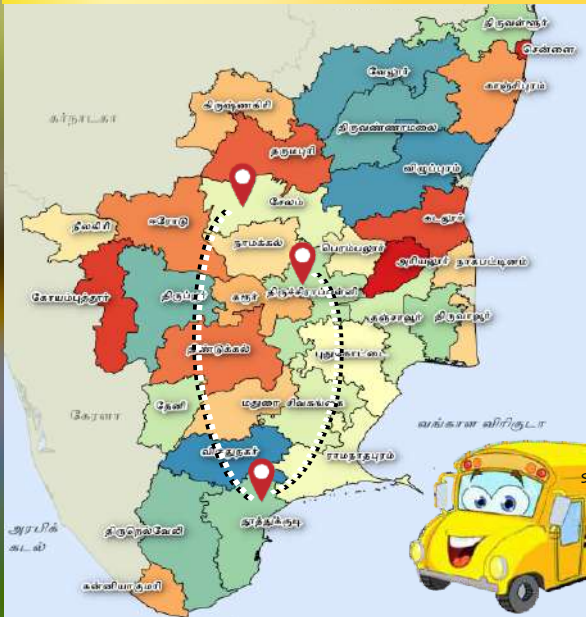 திருவள்ளூர்
சென்னை
வேலூர்
காஞ்சிபுரம்
கிருஷ்ணகிரி
கர்நாடகா
திருவண்ணாமலை
தருமபுரி
விழுப்புரம்
சேலம்
ஈரோடு
நீலகிரி
கடலூர்
நாமக்கல்
பெரம்பலூர்
அரியலூர்
நாகபட்டினம்
திருச்சிராப்பள்ளி
கோயம்புத்தூர்
திருப்பூர்
கரூர்
தஞ்சாவூர்
திருவாரூர்
திண்டுக்கல்
புதுகோட்டை
தேனி
மதுரை
சிவகங்கை
கேரளா
வங்கான விரிகுடா
விருதுநகர்
ராமநாதபுரம்
தூத்துக்குடி
திருநெல்வேலி
அரபிக்
கடல்
கன்னியாகுமரி